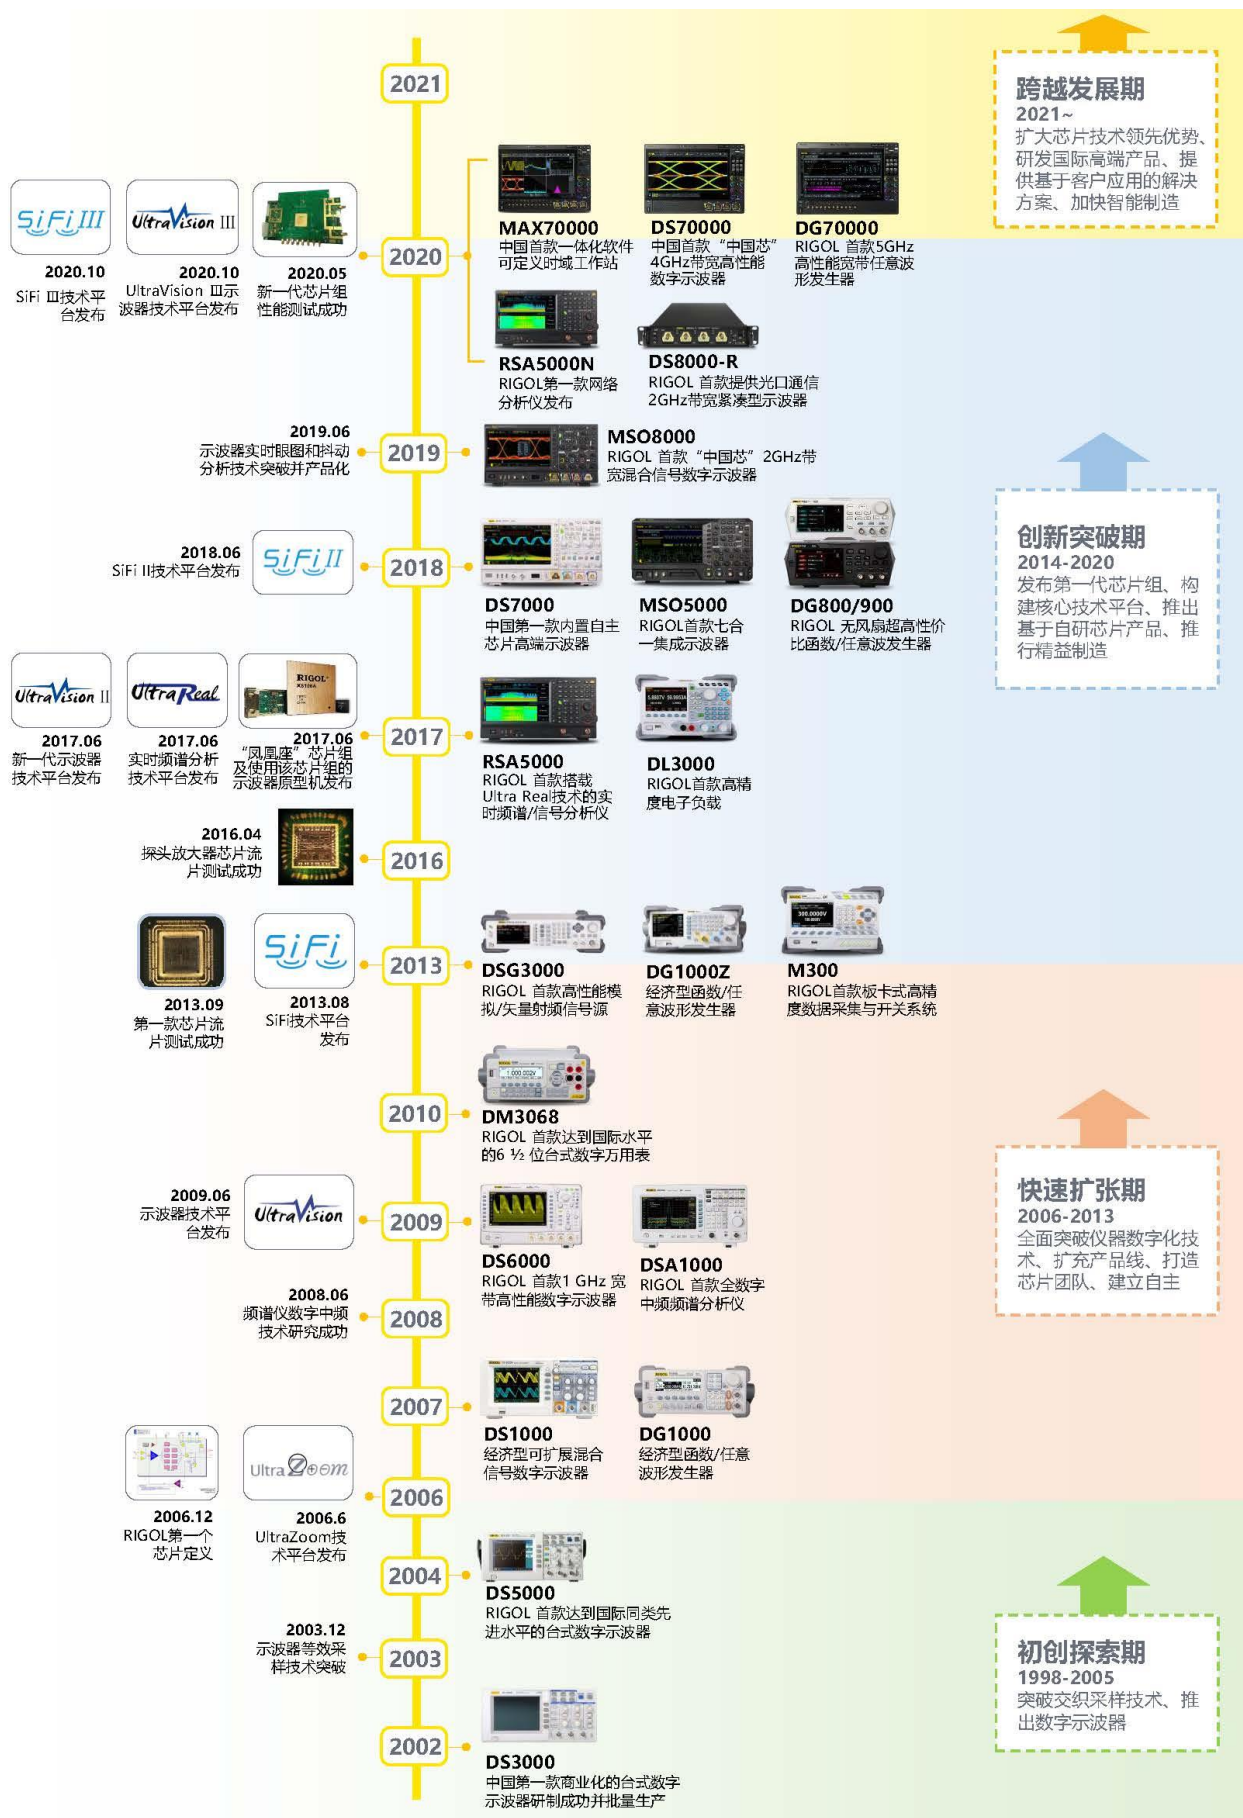 2021
跨越发展期
2021~
扩大芯片技术领先优势、
研发国际高端产品、提
供基于客户应用的解决
方案、加快智能制造
SiFi III
2020.10
SiFi Ⅲ技术平
台发布
UltraVision III
2020.10
UltraVision Ⅲ示
波器技术平台发布
2020.05
新一代芯片组
性能测试成功
2020
MAX70000
中国首款一体化软件
可定义时域工作站
DS70000
中国首款“中国芯”
4GHz带宽高性能
数字示波器
DG70000
RIGOL 首款5GHz
高性能宽带任意波
形发生器
RSA5000N
RIGOL第一款网络
分析仪发布
DS8000-R
RIGOL 首款提供光口通信
2GHz带宽紧凑型示波器
2019.06
示波器实时眼图和抖动
分析技术突破并产品化
2019
MSO8000
RIGOL 首款“中国芯”2GHz带
宽混合信号数字示波器
创新突破期
2014-2020
发布第一代芯片组、构
建核心技术平台、推出
基于自研芯片产品、推
行精益制造
2018.06
SiFi II技术平台发布
SiFi II
2018
DS7000
中国第一款内置自主
芯片高端示波器
MSO5000
RIGOL首款七合
一集成示波器
DG800/900
RIGOL 无风扇超高性价
比函数/任意波发生器
UltraVision II
2017.06
新一代示波器
技术平台发布
UltraReal
2017.06
实时频谱分析
技术平台发布
RIGOL
2017.06
“凤凰座”芯片组
及使用该芯片组的
示波器原型机发布
2017
RSA5000
RIGOL 首款搭载
Ultra Real技术的实
时频谱/信号分析仪
DL3000
RIGOL首款高精
度电子负载
2016.04
探头放大器芯片流
片测试成功
2016
2013.09
第一款芯片流
片测试成功
SiFi
2013.08
SiFi技术平台
发布
2013
DSG3000
RIGOL 首款高性能模
拟/矢量射频信号源
DG1000Z
经济型函数/任
意波形发生器
M300
RIGOL首款板卡式高精
度数据采集与开关系统
2010
DM3068
RIGOL 首款达到国际水平
的6 ½ 位台式数字万用表
快速扩张期
2006-2013
全面突破仪器数字化技
术、扩充产品线、打造
芯片团队、建立自主
2009.06
示波器技术平
台发布
UltraVision
2009
DS6000
RIGOL 首款1 GHz 宽
带高性能数字示波器
DSA1000
RIGOL 首款全数字
中频频谱分析仪
2008.06
频谱仪数字中频
技术研究成功
2008
2007
DS1000
经济型可扩展混合
信号数字示波器
DG1000
经济型函数/任意
波形发生器
2006.12
RIGOL第一个
芯片定义
Ultra Zoom
2006.6
UltraZoom技
术平台发布
2006
2004
DS5000
RIGOL 首款达到国际同类先
进水平的台式数字示波器
2003.12
示波器等效采
样技术突破
2003
初创探索期
1998-2005
突破交织采样技术、推
出数字示波器
2002
DS3000
中国第一款商业化的台式数字
示波器研制成功并批量生产